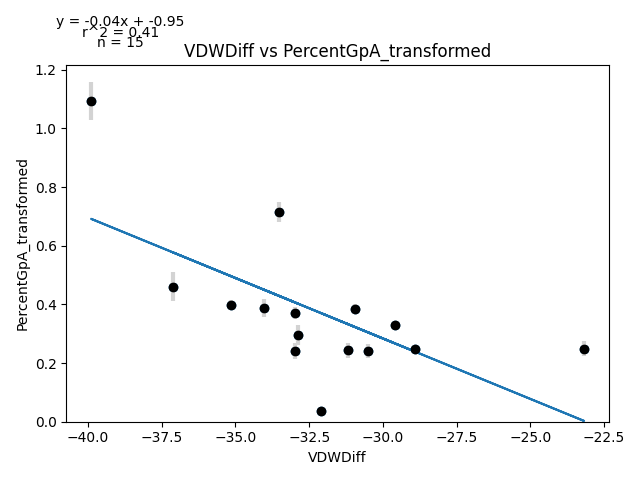 y = -0.04x + -0.95
r^2 = 0.41
n = 15
VDWDiff vs PercentGpA_transformed
1.2
1.0
0.8
0.6
0.4
0.2
0.0
PercentGpA_transformed
−40.0 −37.5 −35.0 −32.5 −30.0 −27.5 −25.0 −22.5
VDWDiff